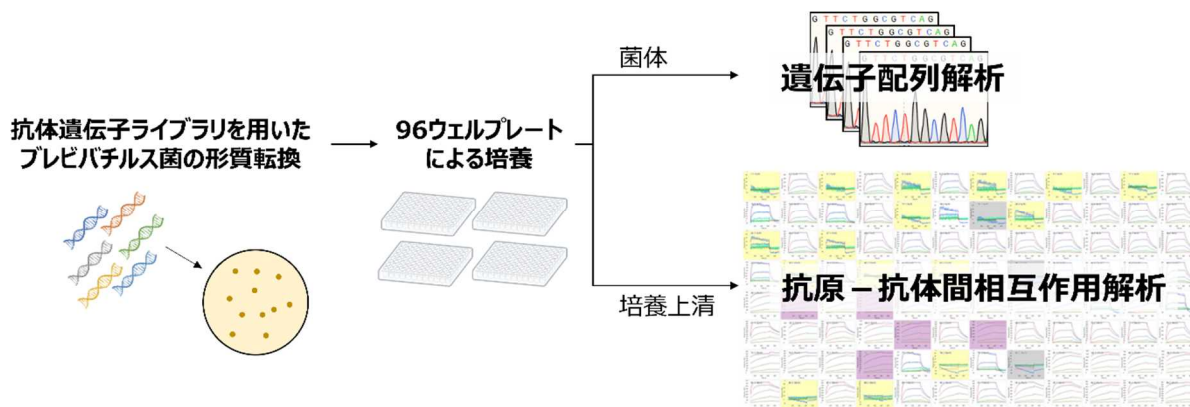 抗体遺伝子ライブラリを用いた
ブレビバチルス菌の形質転換
96ウェルプレート
による培養
菌体
培養上清
G T T C T G G C G T C A G
G T T C T G G C G T C A G
G T T C T G G C G T C A G
G T T C T G G C G T C A G
遺伝子配列解析
抗原－抗体間相互作用解析